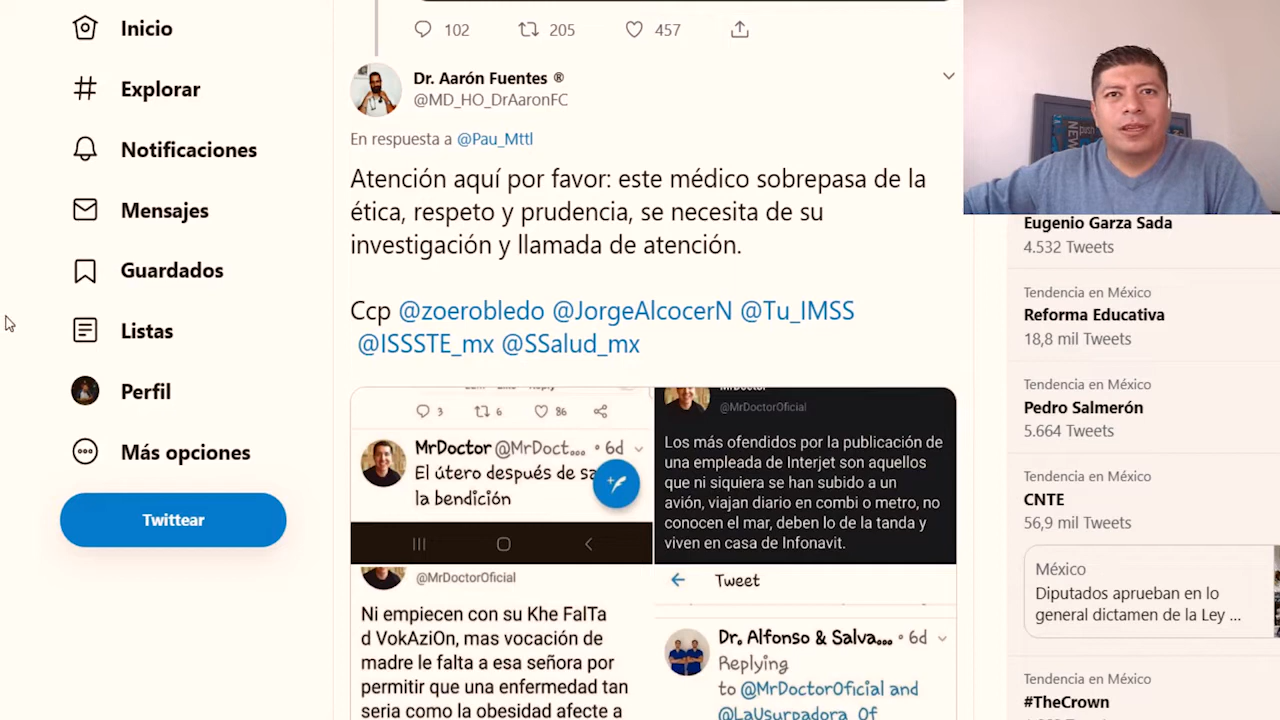 Inicio
Explorar
Notificaciones
Mensajes
Guardados
Listas
Perfil
Más opciones
Twittear
102 205 457
Dr. Aarón Fuentes ®
@MD_HO_DrAaronFC
En respuesta a @Pau_Mttl
Atención aquí por favor: este médico sobrepasa de la
ética, respeto y prudencia, se necesita de su
investigación y llamada de atención.
Ccp @zoerobledo @JorgeAlcocerN @Tu_IMSS
@ISSSTE_mx @SSalud_mx
3 6 86
MrDoctor @MrDoct... • 6d
El útero después de sa
la bendición
@MrDoctorOficial
Los más ofendidos por la publicación de
una empleada de Interjet son aquellos
que ni siquiera se han subido a un
avión, viajan diario en combi o metro, no
conocen el mar, deben lo de la tanda y
viven en casa de Infonavit.
@MrDoctorOficial
Ni empiecen con su Khe FalTa
d VokAziOn, mas vocación de
madre le falta a esa señora por
permitir que una enfermedad tan
seria como la obesidad afecte a
Tweet
Dr. Alfonso & Salva... • 6d
Replying
to @MrDoctorOficial and
@LaUsurpadora_Of
Eugenio Garza Sada
4.532 Tweets
Tendencia en México
Reforma Educativa
18,8 mil Tweets
Tendencia en México
Pedro Salmerón
5.664 Tweets
Tendencia en México
CNTE
56,9 mil Tweets
México
Diputados aprueban en lo
general dictamen de la Ley ...
Tendencia en México
#TheCrown